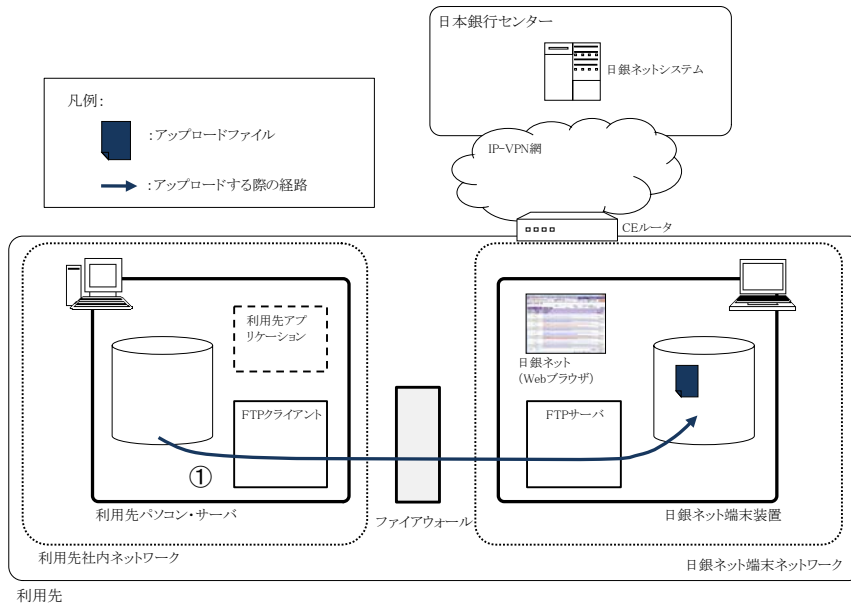 日本銀行センター
日銀ネットシステム
凡例:
:アップロードファイル
:アップロードする際の経路
IP-VPN網
CEルータ
利用先アプ
リケーション
日銀ネット
(Webブラウザ)
FTPクライアント
FTPサーバ
①
利用先パソコン・サーバ
ファイアウォール
日銀ネット端末装置
利用先社内ネットワーク
日銀ネット端末ネットワーク
利用先